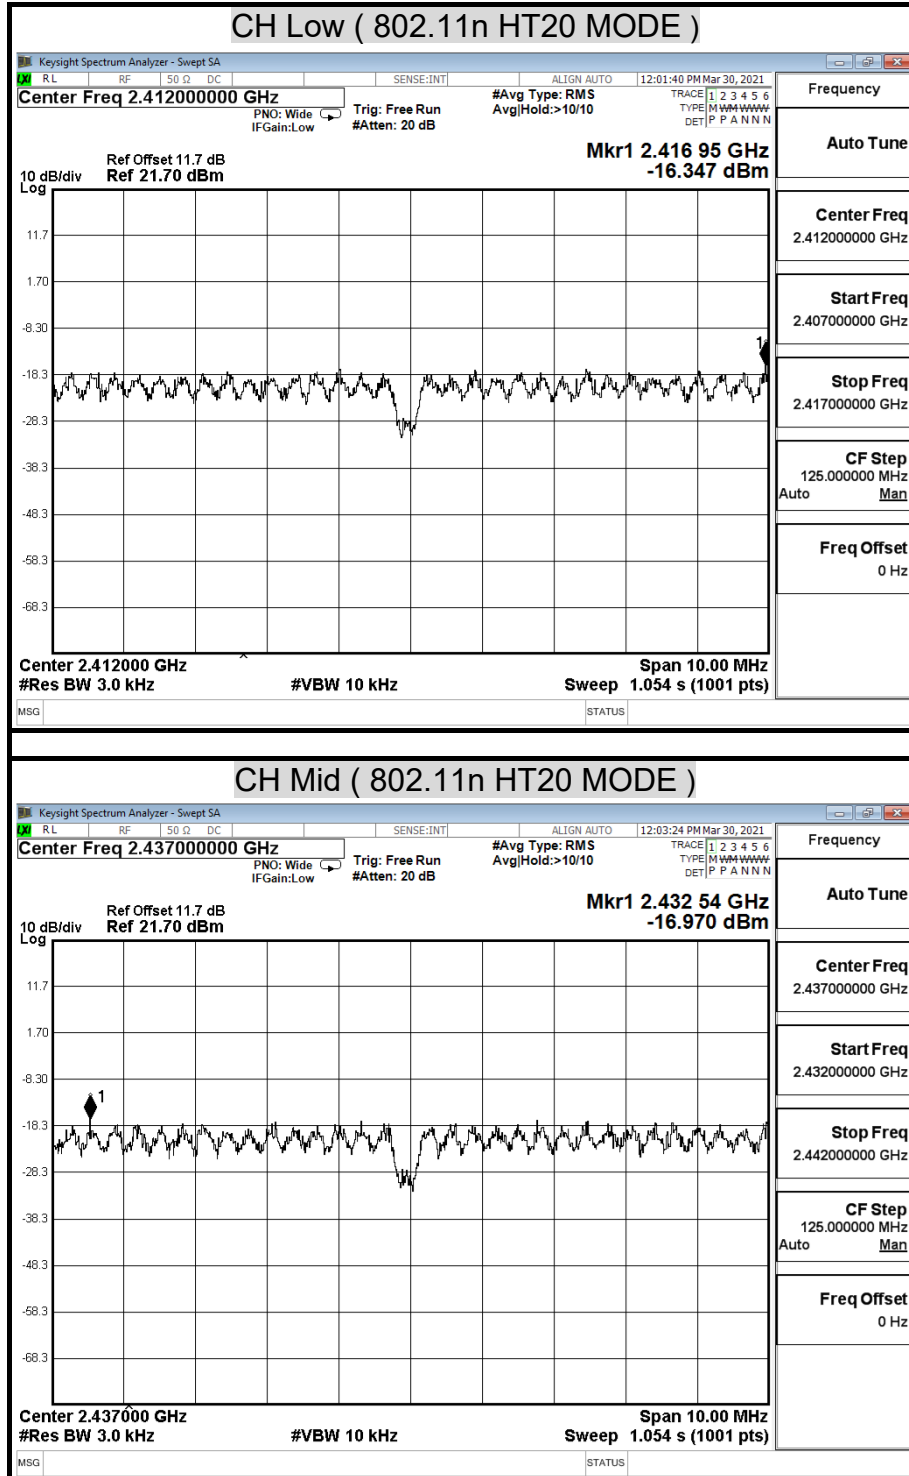 CH Low ( 802.11n HT20 MODE )
Keysight Spectrum Analyzer - Swept SA
LXI RL RF 50 Ω DC SENSE:INT ALIGN AUTO 12:01:40 PM Mar 30, 2021
Center Freq 2.412000000 GHz
PNO: Wide
IFGain:Low
Trig: Free Run
#Atten: 20 dB
#Avg Type: RMS
Avg|Hold:>10/10
TRACE 1 2 3 4 5 6
TYPE M WWWWW
DET P P A N N N
Frequency
Mkr1 2.416 95 GHz
-16.347 dBm
Ref Offset 11.7 dB
10 dB/div Ref 21.70 dBm
Log
11.7
1.70
-8.30
-18.3
-28.3
-38.3
-48.3
-58.3
-68.3
1
Center 2.412000 GHz Span 10.00 MHz
#Res BW 3.0 kHz #VBW 10 kHz Sweep 1.054 s (1001 pts)
MSG STATUS
Auto Tune
Center Freq
2.412000000 GHz
Start Freq
2.407000000 GHz
Stop Freq
2.417000000 GHz
CF Step
125.000000 MHz
Auto Man
Freq Offset
0 Hz
CH Mid ( 802.11n HT20 MODE )
Keysight Spectrum Analyzer - Swept SA
LXI RL RF 50 Ω DC SENSE:INT ALIGN AUTO 12:03:24 PM Mar 30, 2021
Center Freq 2.437000000 GHz
PNO: Wide
IFGain:Low
Trig: Free Run
#Atten: 20 dB
#Avg Type: RMS
Avg|Hold:>10/10
TRACE 1 2 3 4 5 6
TYPE M WWWWW
DET P P A N N N
Frequency
Mkr1 2.432 54 GHz
-16.970 dBm
Ref Offset 11.7 dB
10 dB/div Ref 21.70 dBm
Log
11.7
1.70
-8.30
-18.3
-28.3
-38.3
-48.3
-58.3
-68.3
1
Center 2.437000 GHz Span 10.00 MHz
#Res BW 3.0 kHz #VBW 10 kHz Sweep 1.054 s (1001 pts)
MSG STATUS
Auto Tune
Center Freq
2.437000000 GHz
Start Freq
2.432000000 GHz
Stop Freq
2.442000000 GHz
CF Step
125.000000 MHz
Auto Man
Freq Offset
0 Hz